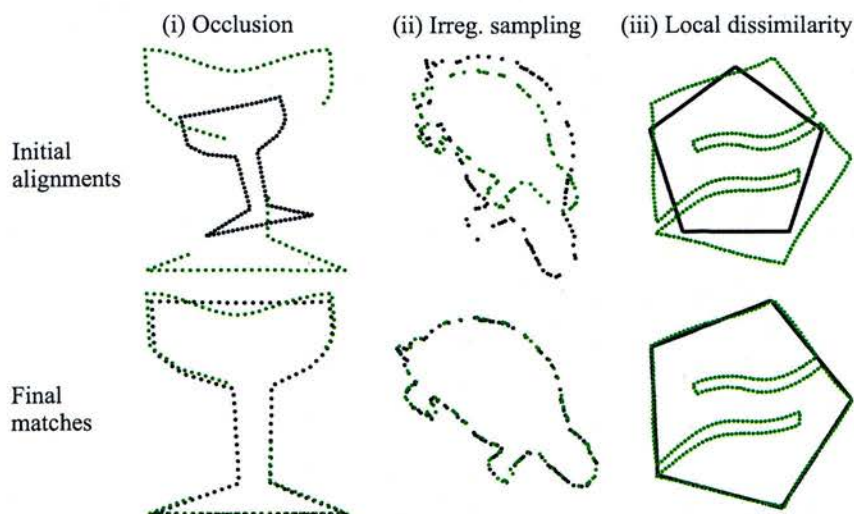 (i) Occlusion
(ii) Irreg. sampling
(iii) Local dissimilarity
Initial
alignments
Final
matches